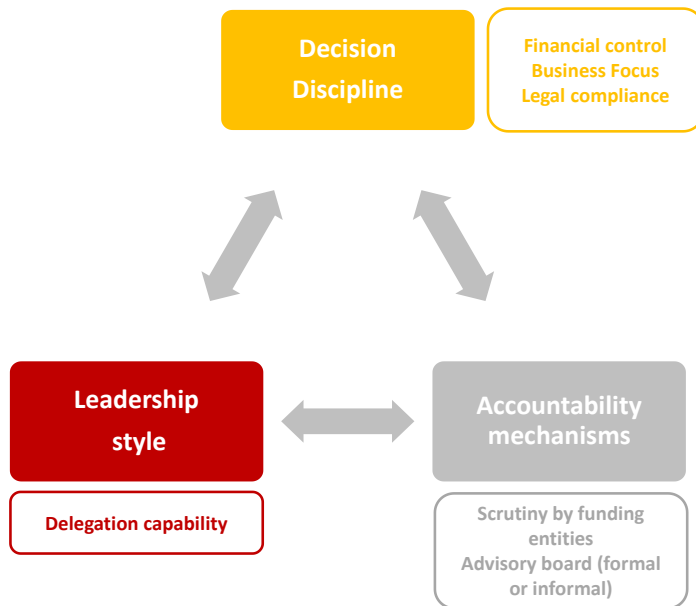 Decision
Discipline
Financial control
Business Focus
Legal compliance
Leadership
style
Delegation capability
Accountability
mechanisms
Scrutiny by funding
entities
Advisory board (formal
or informal)